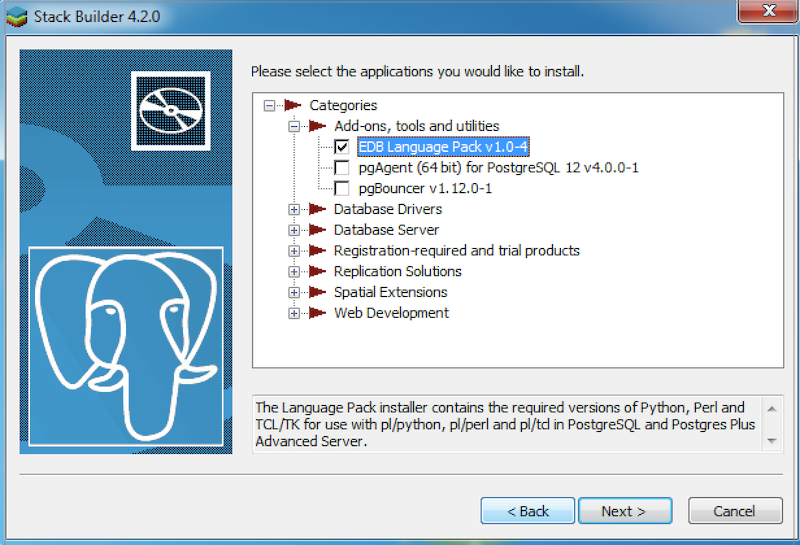 Stack Builder 4.2.0
Please select the applications you would like to install.
Categories
Add-ons, tools and utilities
EDB Language Pack v1.0-4
pgAgent (64 bit) for PostgreSQL 12 v4.0.0-1
pgBouncer v1.12.0-1
Database Drivers
Database Server
Registration-required and trial products
Replication Solutions
Spatial Extensions
Web Development
The Language Pack installer contains the required versions of Python, Perl and
TCL/TK for use with pl/python, pl/perl and pl/tcl in PostgreSQL and Postgres Plus
Advanced Server.
< Back
Next >
Cancel